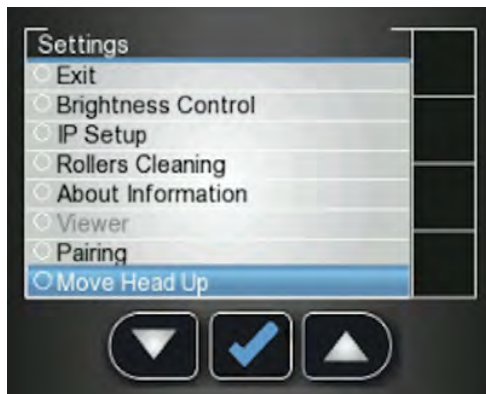 Settings
Exit
Brightness Control
IP Setup
Rollers Cleaning
About Information
Viewer
Pairing
Move Head Up